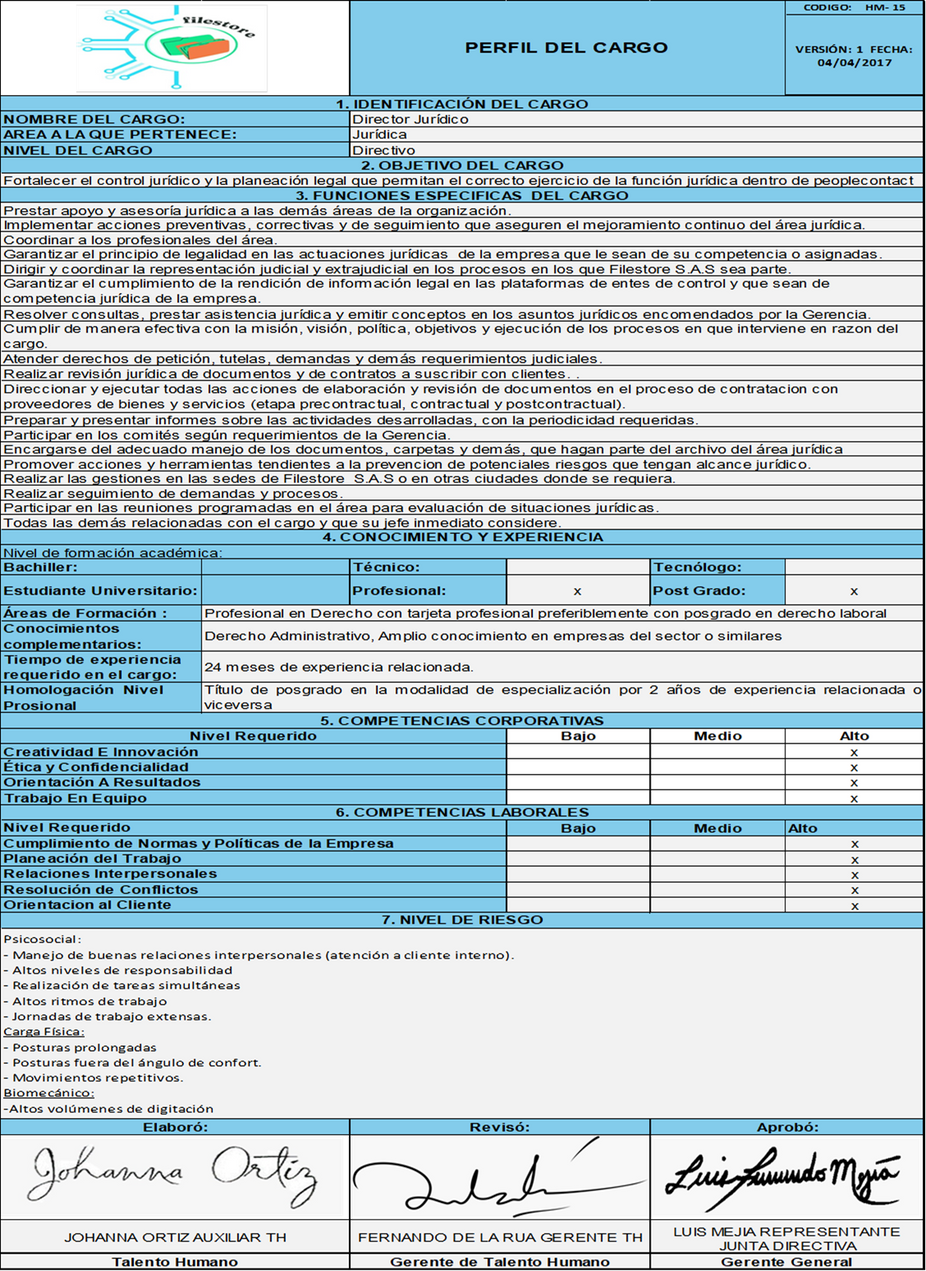 filestore
PERFIL DEL CARGO
CODIGO: HM- 15
VERSIÓN: 1 FECHA:
04/04/2017
1. IDENTIFICACIÓN DEL CARGO
NOMBRE DEL CARGO: Director Jurídico
AREA A LA QUE PERTENECE: Jurídica
NIVEL DEL CARGO Directivo
2. OBJETIVO DEL CARGO
Fortalecer el control jurídico y la planeación legal que permitan el correcto ejercicio de la función jurídica dentro de peoplecontact
3. FUNCIONES ESPECIFICAS DEL CARGO
Prestar apoyo y asesoría jurídica a las demás áreas de la organización.
Implementar acciones preventivas, correctivas y de seguimiento que aseguren el mejoramiento continuo del área jurídica.
Coordinar a los profesionales del área.
Garantizar el principio de legalidad en las actuaciones jurídicas de la empresa que le sean de su competencia o asignadas.
Dirigir y coordinar la representación judicial y extrajudicial en los procesos en los que Filestore S.A.S sea parte.
Garantizar el cumplimiento de la rendición de información legal en las plataformas de entes de control y que sean de
competencia jurídica de la empresa.
Resolver consultas, prestar asistencia jurídica y emitir conceptos en los asuntos jurídicos encomendados por la Gerencia.
Cumplir de manera efectiva con la misión, visión, política, objetivos y ejecución de los procesos en que interviene en razon del
cargo.
Atender derechos de petición, tutelas, demandas y demás requerimientos judiciales.
Realizar revisión jurídica de documentos y de contratos a suscribir con clientes. .
Direccionar y ejecutar todas las acciones de elaboración y revisión de documentos en el proceso de contratacion con
proveedores de bienes y servicios (etapa precontractual, contractual y postcontractual).
Preparar y presentar informes sobre las actividades desarrolladas, con la periodicidad requeridas.
Participar en los comités según requerimientos de la Gerencia.
Encargarse del adecuado manejo de los documentos, carpetas y demás, que hagan parte del archivo del área jurídica
Promover acciones y herramientas tendientes a la prevencion de potenciales riesgos que tengan alcance jurídico.
Realizar las gestiones en las sedes de Filestore S.A.S o en otras ciudades donde se requiera.
Realizar seguimiento de demandas y procesos.
Participar en las reuniones programadas en el área para evaluación de situaciones jurídicas.
Todas las demás relacionadas con el cargo y que su jefe inmediato considere.
4. CONOCIMIENTO Y EXPERIENCIA
Nivel de formación académica:
Bachiller: Técnico: Tecnólogo:
Estudiante Universitario: Profesional: x Post Grado: x
Áreas de Formación : Profesional en Derecho con tarjeta profesional preferiblemente con posgrado en derecho laboral
Conocimientos
complementarios: Derecho Administrativo, Amplio conocimiento en empresas del sector o similares
Tiempo de experiencia
requerido en el cargo: 24 meses de experiencia relacionada.
Homologación Nivel
Prosional
Título de posgrado en la modalidad de especialización por 2 años de experiencia relacionada o
viceversa
5. COMPETENCIAS CORPORATIVAS
Nivel Requerido Bajo Medio Alto
Creatividad E Innovación x
Ética y Confidencialidad x
Orientación A Resultados x
Trabajo En Equipo x
6. COMPETENCIAS LABORALES
Nivel Requerido Bajo Medio Alto
Cumplimiento de Normas y Políticas de la Empresa x
Planeación del Trabajo x
Relaciones Interpersonales x
Resolución de Conflictos x
Orientacion al Cliente x
7. NIVEL DE RIESGO
Psicosocial:
- Manejo de buenas relaciones interpersonales (atención a cliente interno).
- Altos niveles de responsabilidad
- Realización de tareas simultáneas
- Altos ritmos de trabajo
- Jornadas de trabajo extensas.
Carga Física:
- Posturas prolongadas
- Posturas fuera del ángulo de confort.
- Movimientos repetitivos.
Biomecánico:
-Altos volúmenes de digitación
Elaboró: Revisó: Aprobó:
Johanna Ortiz Luis Mejía
JOHANNA ORTIZ AUXILIAR TH FERNANDO DE LA RUA GERENTE TH LUIS MEJIA REPRESENTANTE
JUNTA DIRECTIVA
Talento Humano Gerente de Talento Humano Gerente General